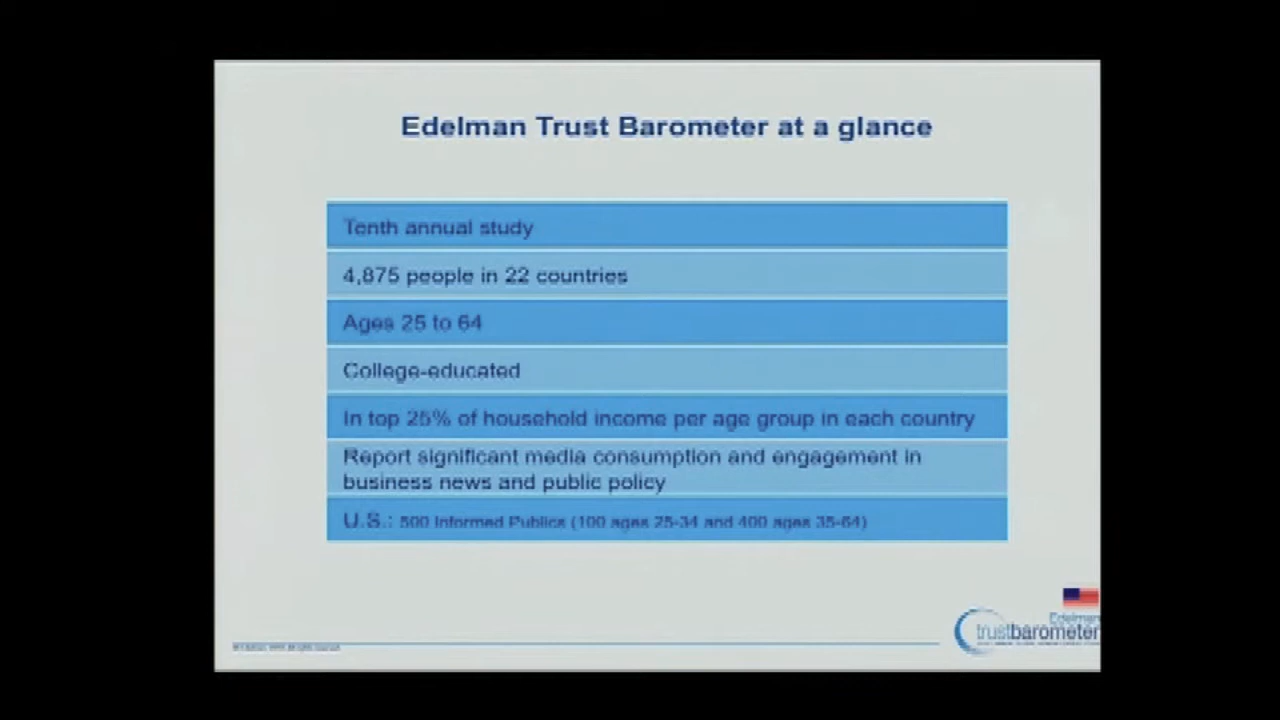 Edelman Trust Barometer at a glance
Tenth annual study
4,875 people in 22 countries
Ages 25 to 64
College-educated
In top 25% of household income per age group in each country
Report significant media consumption and engagement in
business news and public policy
U.S.: 500 Informed Publics (100 ages 25-34 and 400 ages 35-64)
Edelman
trustbarometer